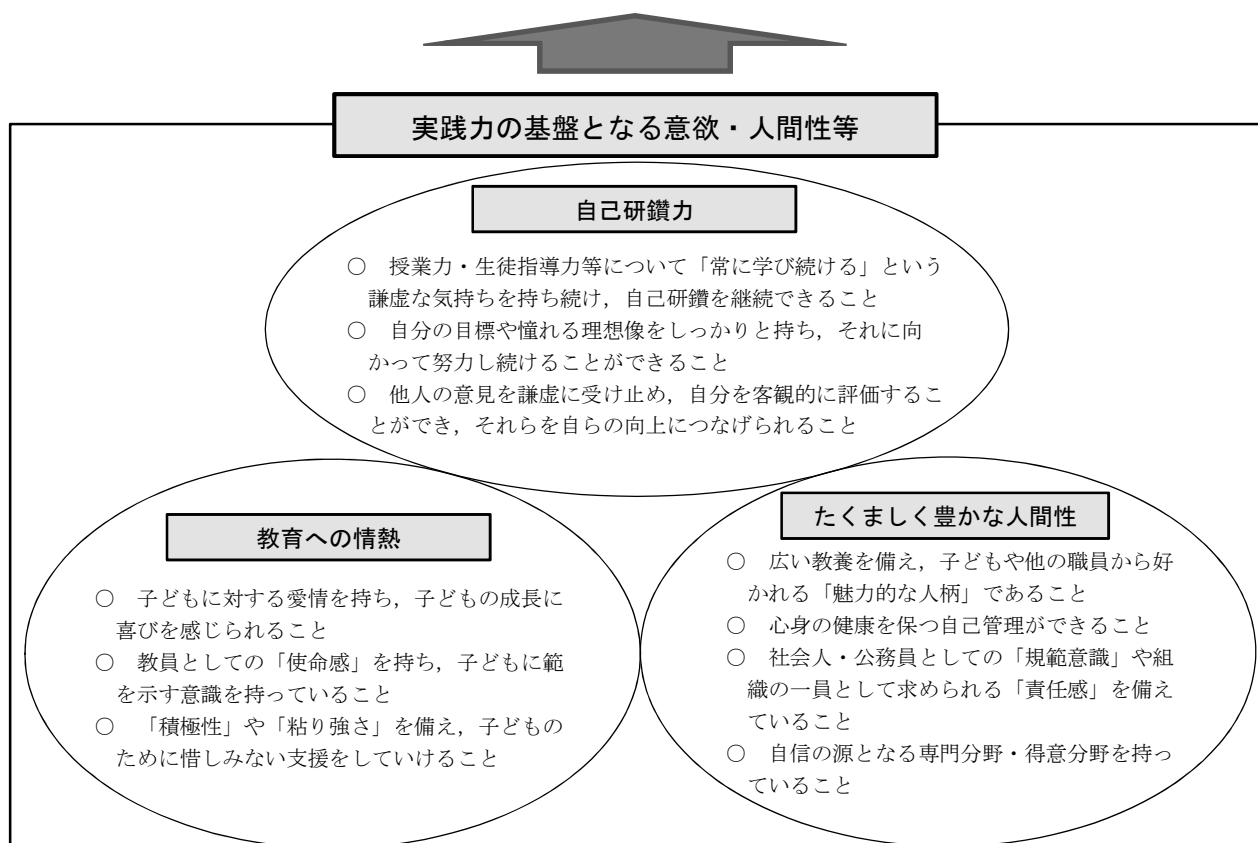 実践力の基盤となる意欲・人間性等
自己研鑽力
○　授業力・生徒指導力等について「常に学び続ける」という
謙虚な気持ちを持ち続け，自己研鑽を継続できること
○　自分の目標や憧れる理想像をしっかりと持ち，それに向
かって努力し続けることができること
○　他人の意見を謙虚に受け止め，自分を客観的に評価するこ
とができ，それらを自らの向上につなげられること
教育への情熱
○　子どもに対する愛情を持ち，子どもの成長に
喜びを感じられること
○　教員としての「使命感」を持ち，子どもに範
を示す意識を持っていること
○　「積極性」や「粘り強さ」を備え，子どもの
ために惜しみない支援をしていけること
たくましく豊かな人間性
○　広い教養を備え，子どもや他の職員から好
かれる「魅力的な人柄」であること
○　心身の健康を保つ自己管理ができること
○　社会人・公務員としての「規範意識」や組
織の一員として求められる「責任感」を備え
ていること
○　自信の源となる専門分野・得意分野を持っ
ていること